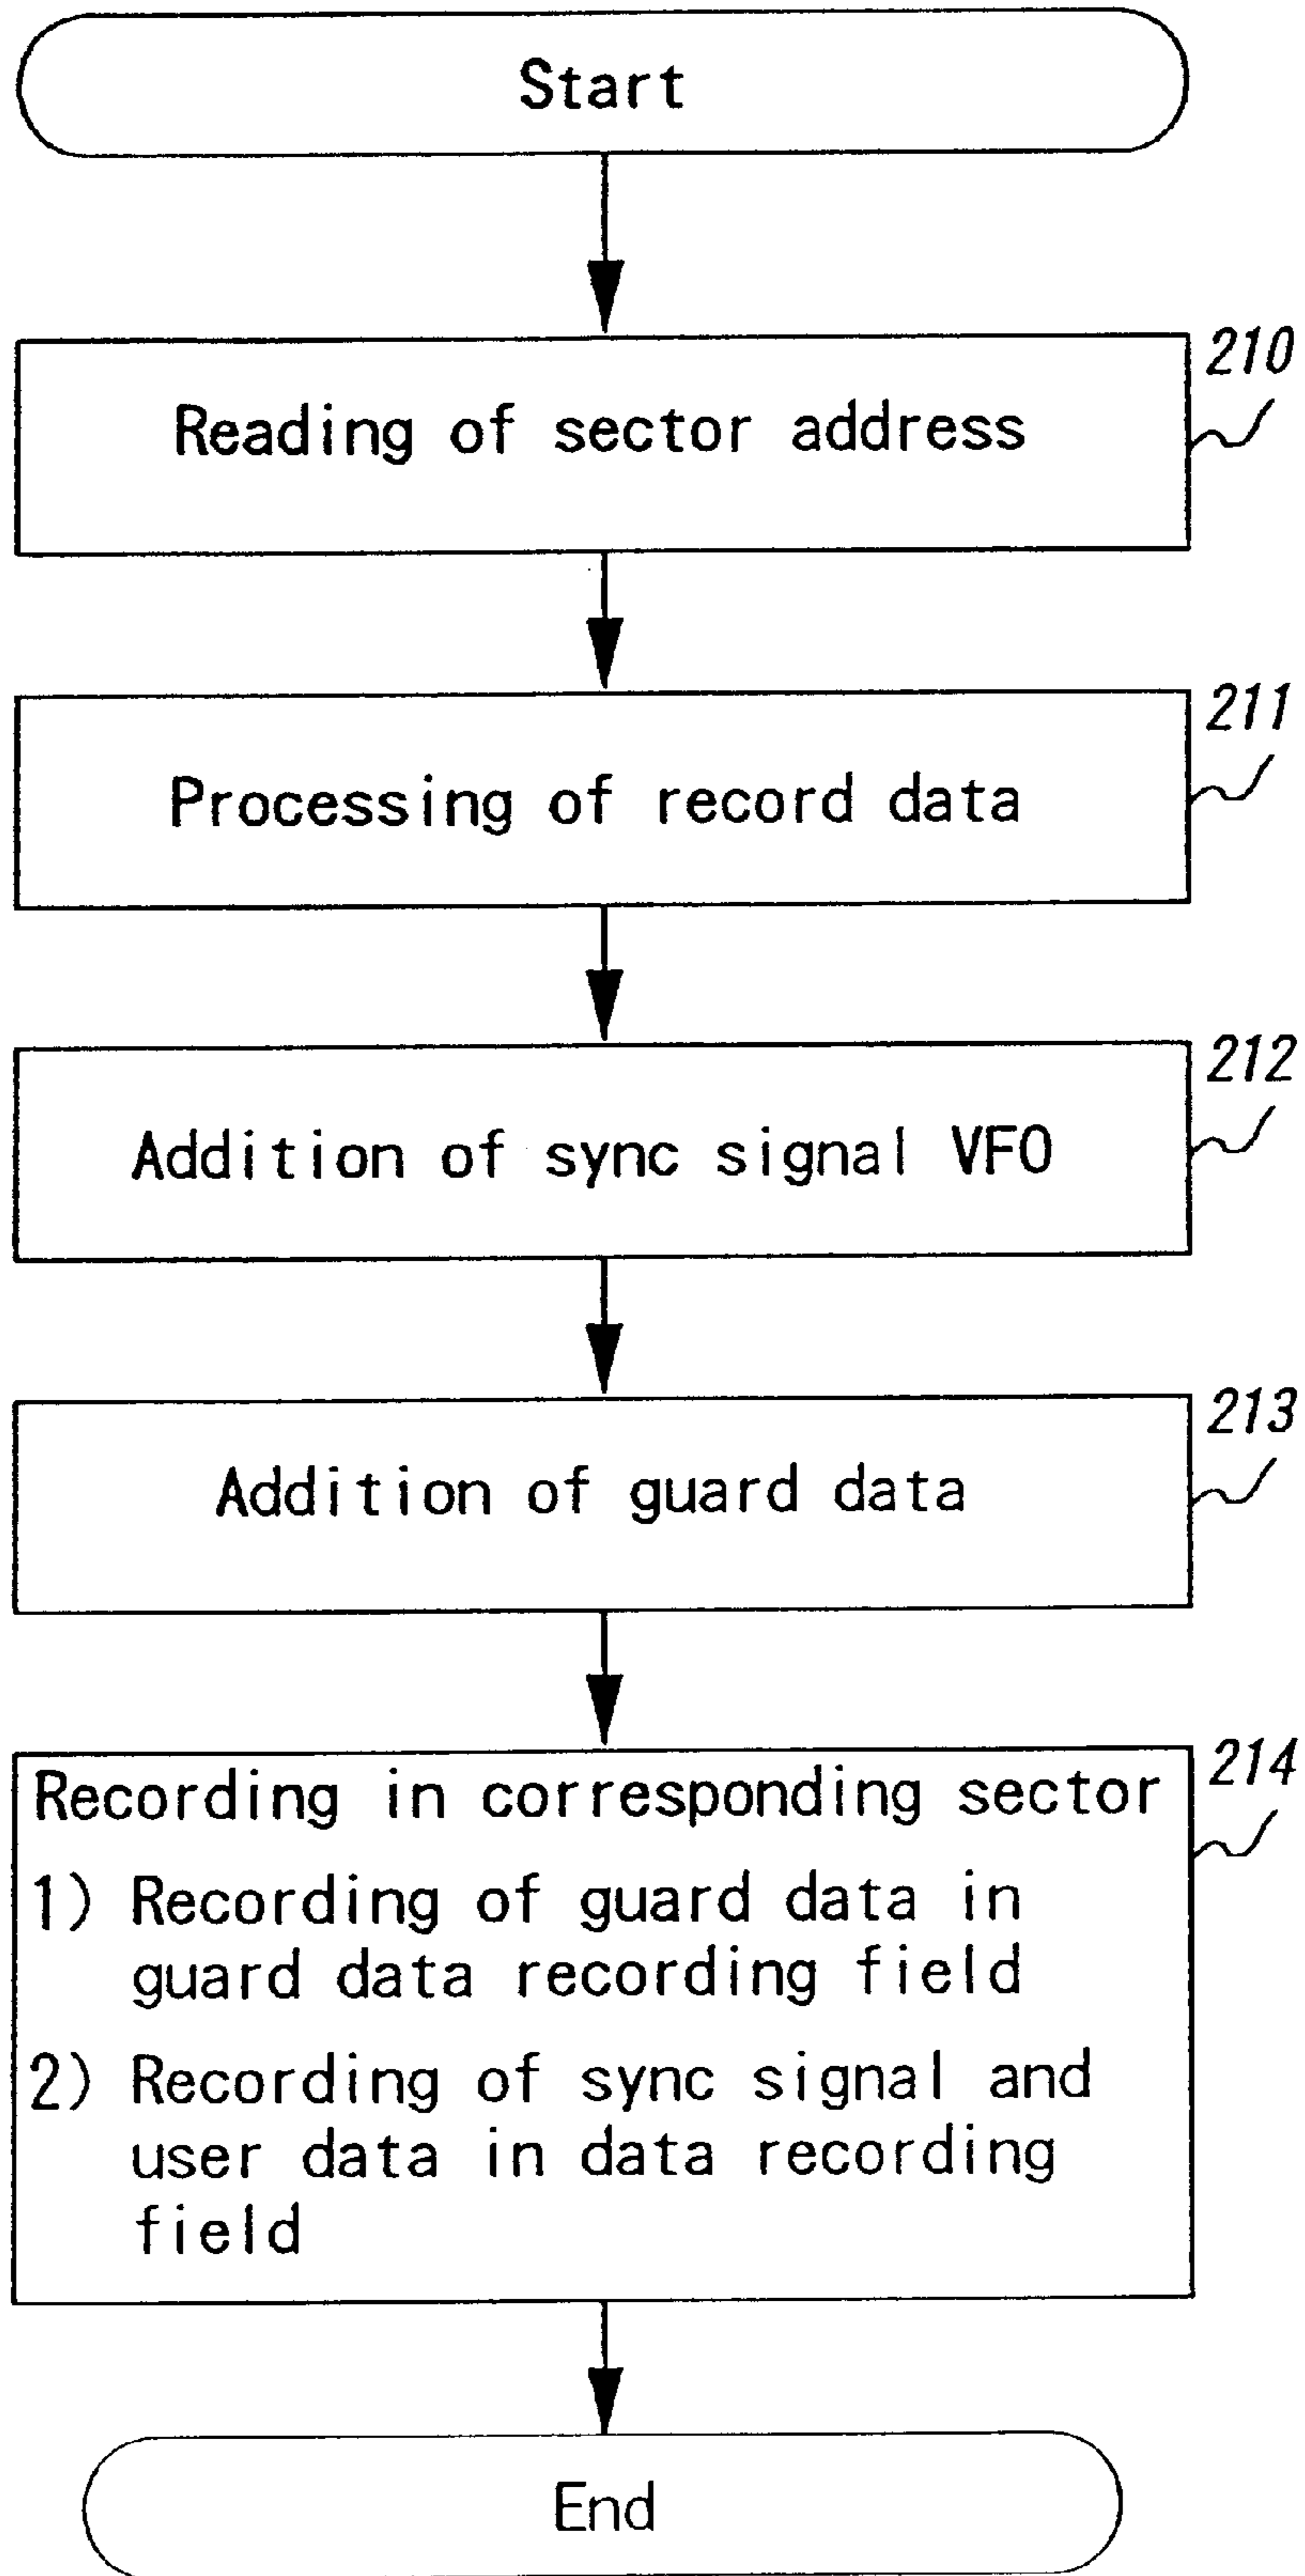 Start
210
Reading of sector address
211
Processing of record data
212
Addition of sync signal VFO
213
Addition of guard data
214
Recording in corresponding sector
1) Recording of guard data in
guard data recording field
2) Recording of sync signal and
user data in data recording
field
End